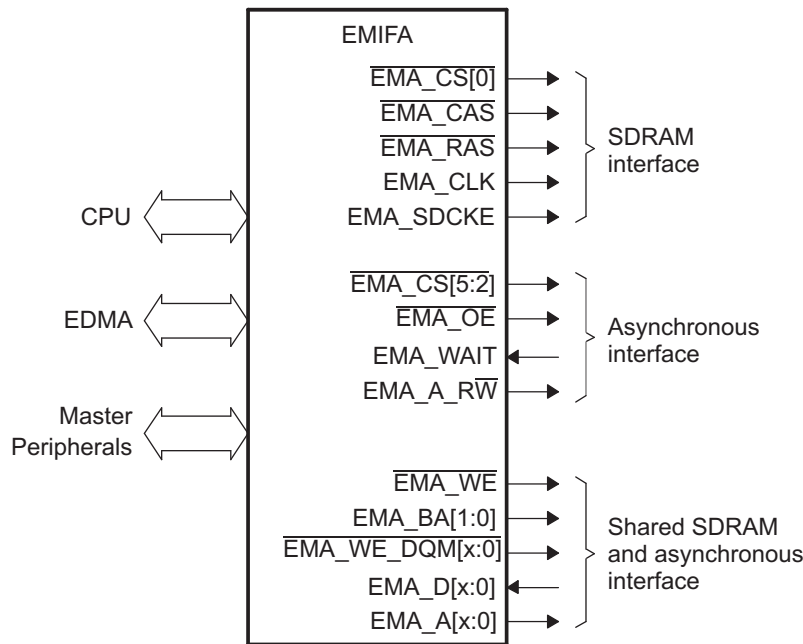 EMIFA
EMA_CS[0]
EMA_CAS
EMA_RAS
EMA_CLK
EMA_SDCKE
SDRAM
interface
CPU
EMA_CS[5:2]
EMA_OE
EMA_WAIT
EMA_A_RW
Asynchronous
interface
EDMA
Master
Peripherals
EMA_WE
EMA_BA[1:0]
EMA_WE_DQM[x:0]
EMA_D[x:0]
EMA_A[x:0]
Shared SDRAM
and asynchronous
interface